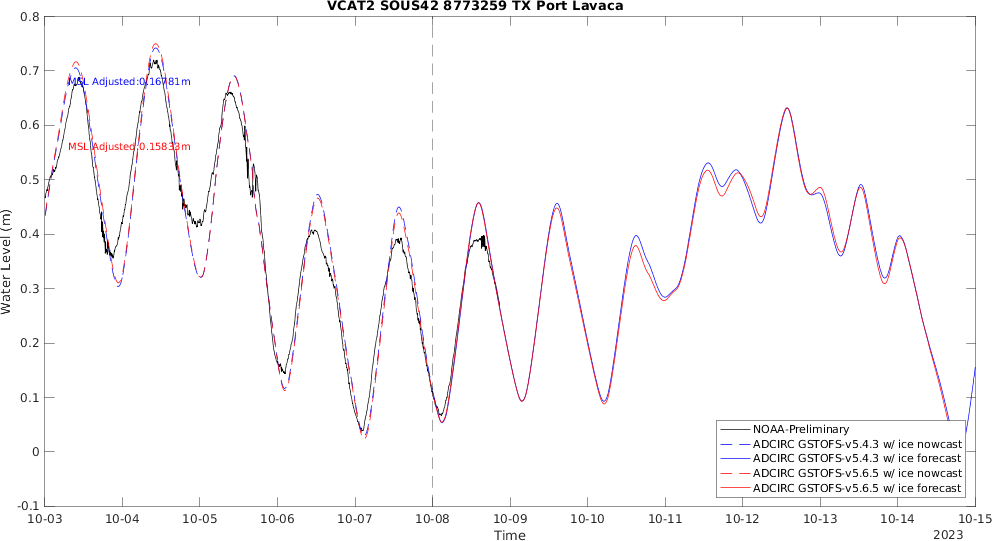 VCAT2 SOUS42 8773259 TX Port Lavaca
0.8
0.7
0.6
0.5
0.4
0.3
0.2
0.1
0
-0.1
Water Level (m)
MSL Adjusted:0.16781m
MSL Adjusted:0.15833m
NOAA-Preliminary
ADCIRC GSTOFS-v5.4.3 w/ ice nowcast
ADCIRC GSTOFS-v5.4.3 w/ ice forecast
ADCIRC GSTOFS-v5.6.5 w/ ice nowcast
ADCIRC GSTOFS-v5.6.5 w/ ice forecast
10-03 10-04 10-05 10-06 10-07 10-08 10-09 10-10 10-11 10-12 10-13 10-14 10-15
Time
2023